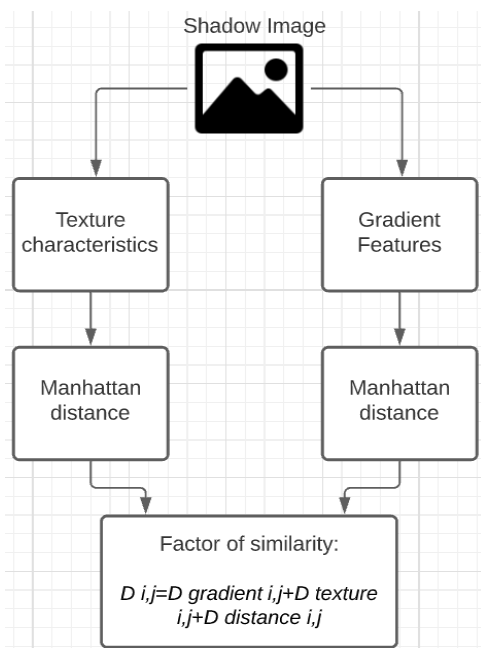 Shadow Image
Texture
characteristics
Gradient
Features
Manhattan
distance
Manhattan
distance
Factor of similarity:
D i,j=D gradient i,j+D texture
i,j+D distance i,j